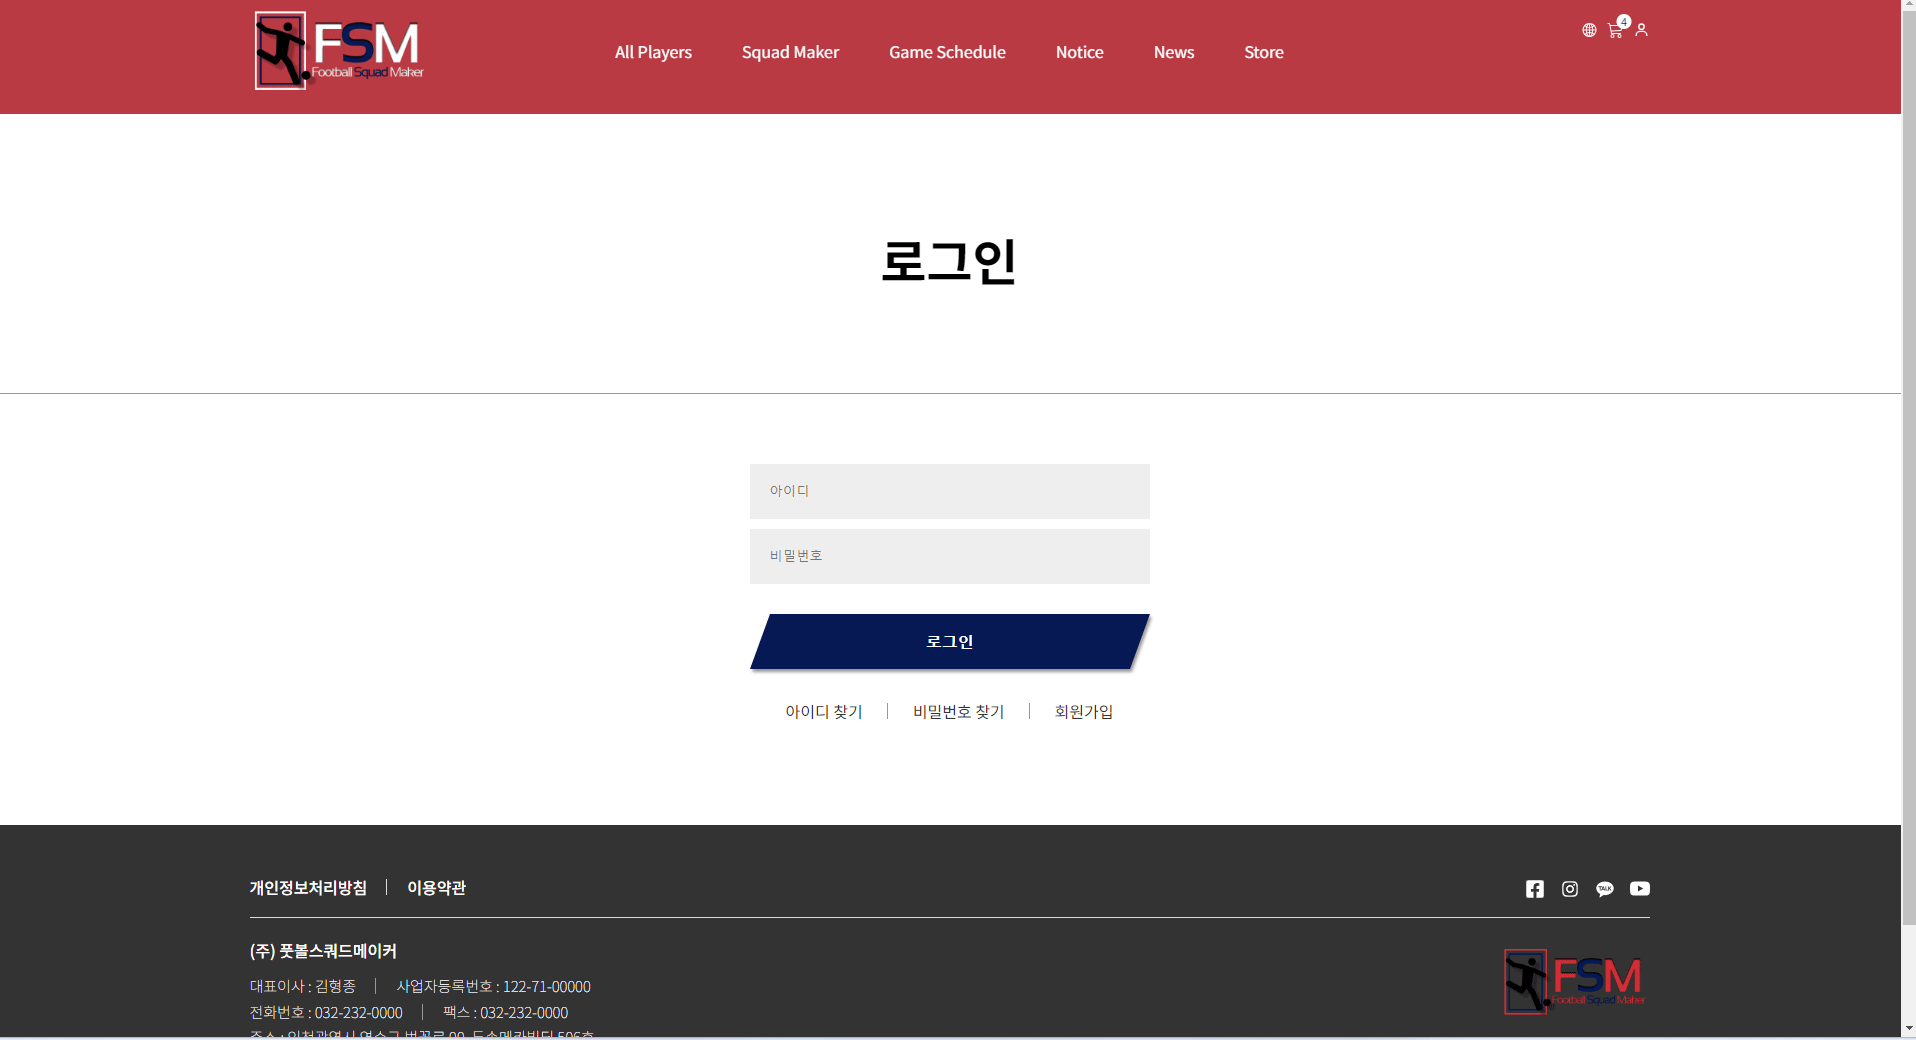 FSM
Football Squad Maker
All Players Squad Maker Game Schedule Notice News Store
4
로그인
아이디
비밀번호
로그인
아이디 찾기 비밀번호 찾기 회원가입
개인정보처리방침 이용약관
TALK
(주) 풋볼스쿼드메이커
대표이사 : 김형종 사업자등록번호 : 122-71-00000
전화번호 : 032-232-0000 팩스 : 032-232-0000
FSM
Football Squad Maker